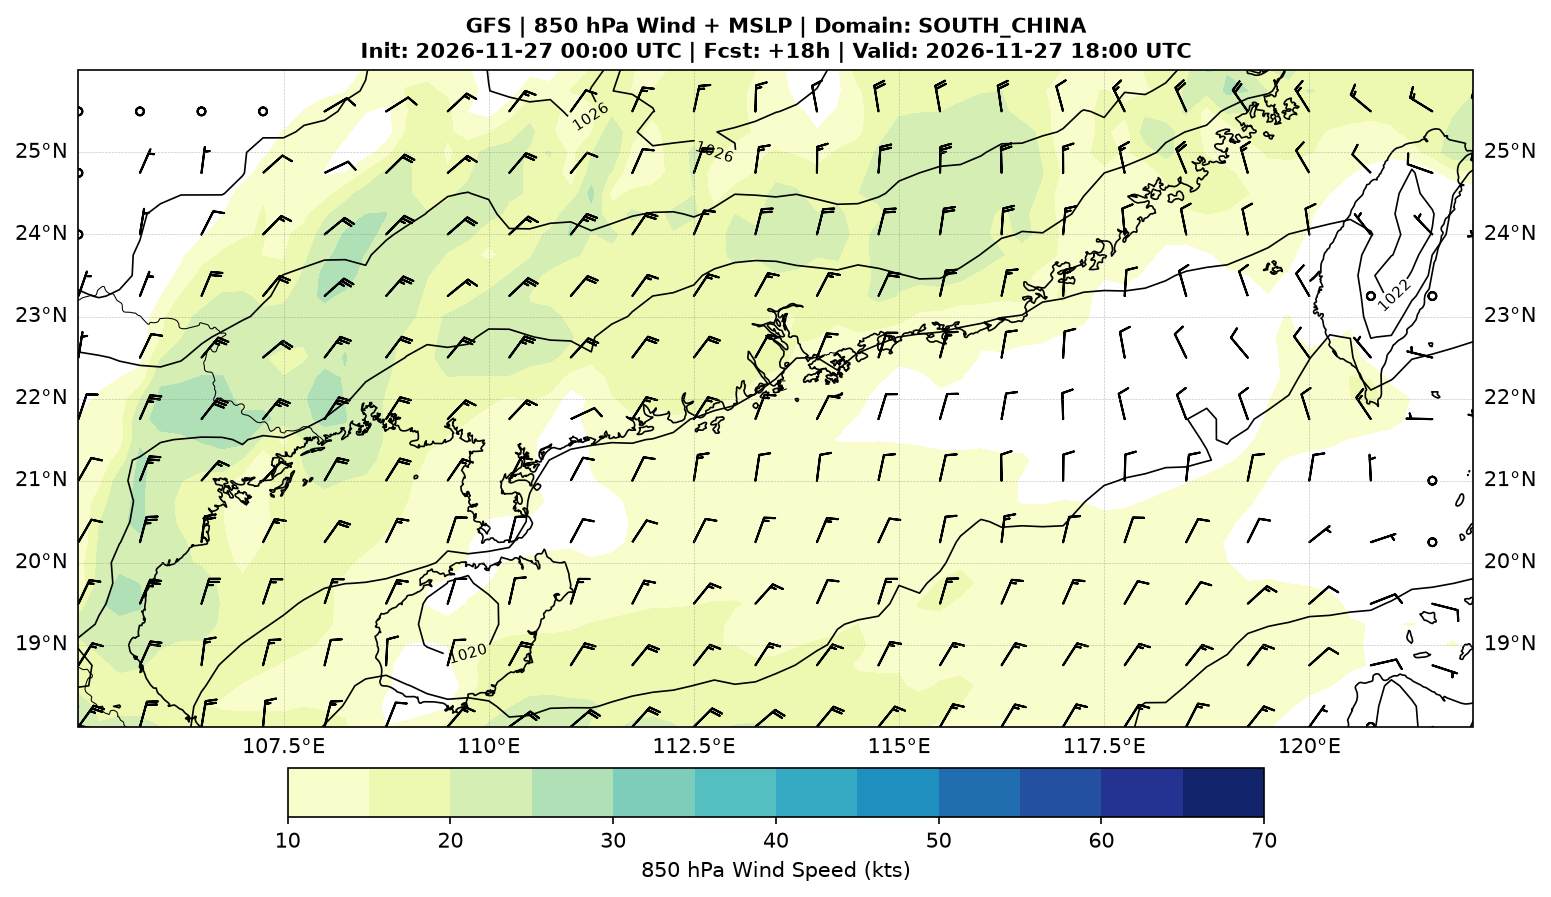 GFS | 850 hPa Wind + MSLP | Domain: SOUTH_CHINA
Init: 2026-11-27 00:00 UTC | Fcst: +18h | Valid: 2026-11-27 18:00 UTC
1026
1026
25°N 25°N
24°N 24°N
1022
23°N 23°N
22°N 22°N
21°N 21°N
20°N 20°N
19°N 19°N
1020
107.5°E 110°E 112.5°E 115°E 117.5°E 120°E
10 20 30 40 50 60 70
850 hPa Wind Speed (kts)